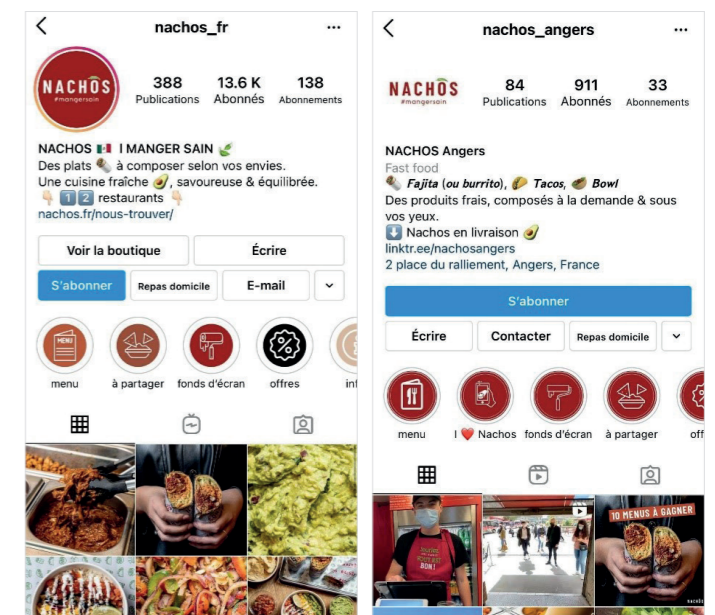 nachos_fr
...
NACHOS
#mangersain
388
13.6 K
138
Publications
Abonnés
Abonnements
NACHOS 🇲🇽 I MANGER SAIN 🌿
Des plats 🌯 à composer selon vos envies.
Une cuisine fraîche 🥑, savoureuse & équilibrée.
👇🏻 1️⃣2️⃣ restaurants 👇🏻
nachos.fr/nous-trouver/
Voir la boutique
Écrire
S'abonner
Repas domicile
E-mail
MENU
%
menu
à partager
fonds d'écran
offres
inf
nachos_angers
...
NACHOS
#mangersain
84
911
33
Publications
Abonnés
Abonnements
NACHOS Angers
Fast food
🌯 Fajita (ou burrito), 🌮 Tacos, 🥗 Bowl
Des produits frais, composés à la demande & sous
vos yeux.
⬇️ Nachos en livraison 🥑
linktr.ee/nachosangers
2 place du ralliement, Angers, France
S'abonner
Écrire
Contacter
Repas domicile
menu
I ❤️ Nachos
fonds d'écran
à partager
off
BON !
10 MENUS À GAGNER
NACHOS